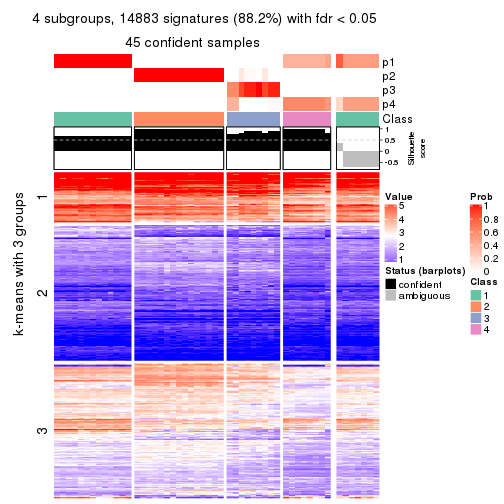 4 subgroups, 14883 signatures (88.2%) with fdr < 0.05
45 confident samples
p1
p2
p3
p4
Class
1
0.5
0
-0.5
Silhouette
score
k-means with 3 groups
1
2
3
Value
5
4
3
2
1
Status (barplots)
confident
ambiguous
Prob
1
0.8
0.6
0.4
0.2
0
Class
1
2
3
4